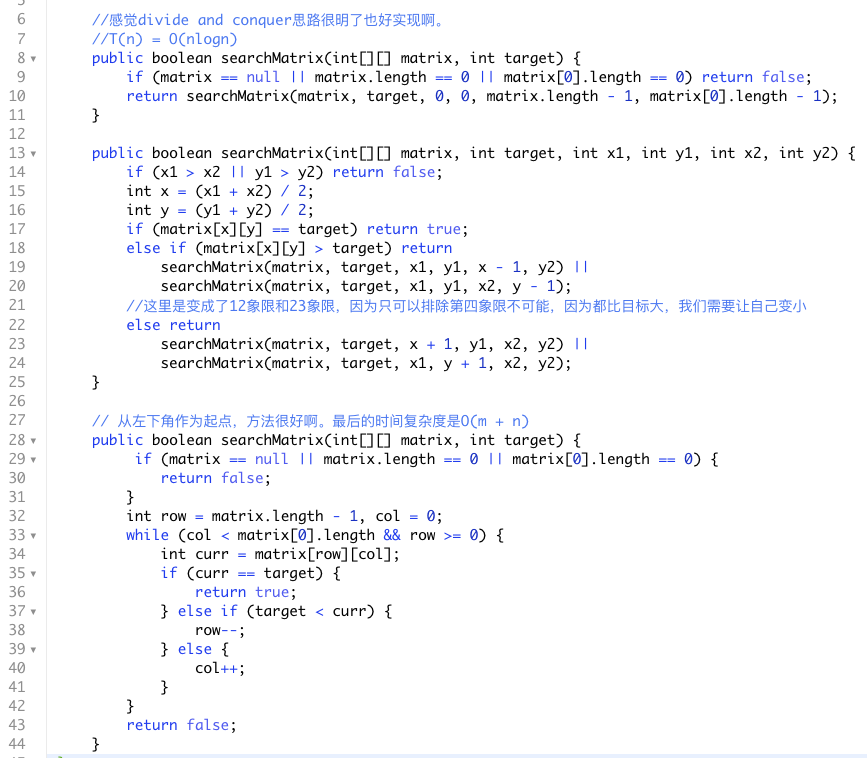 6 //感觉divide and conquer思路很明了也好实现啊。
7 //T(n) = O(nlogn)
8 public boolean searchMatrix(int[][] matrix, int target) {
9 if (matrix == null || matrix.length == 0 || matrix[0].length == 0) return false;
10 return searchMatrix(matrix, target, 0, 0, matrix.length - 1, matrix[0].length - 1);
11 }
12
13 public boolean searchMatrix(int[][] matrix, int target, int x1, int y1, int x2, int y2) {
14 if (x1 > x2 || y1 > y2) return false;
15 int x = (x1 + x2) / 2;
16 int y = (y1 + y2) / 2;
17 if (matrix[x][y] == target) return true;
18 else if (matrix[x][y] > target) return
19 searchMatrix(matrix, target, x1, y1, x - 1, y2) ||
20 searchMatrix(matrix, target, x1, y1, x2, y - 1);
21 //这里是变成了12象限和23象限，因为只可以排除第四象限不可能，因为都比目标大，我们需要让自己变小
22 else return
23 searchMatrix(matrix, target, x + 1, y1, x2, y2) ||
24 searchMatrix(matrix, target, x1, y + 1, x2, y2);
25 }
26
27 // 从左下角作为起点，方法很好啊。最后的时间复杂度是O(m + n)
28 public boolean searchMatrix(int[][] matrix, int target) {
29 if (matrix == null || matrix.length == 0 || matrix[0].length == 0) {
30 return false;
31 }
32 int row = matrix.length - 1, col = 0;
33 while (col < matrix[0].length && row >= 0) {
34 int curr = matrix[row][col];
35 if (curr == target) {
36 return true;
37 } else if (target < curr) {
38 row--;
39 } else {
40 col++;
41 }
42 }
43 return false;
44 }